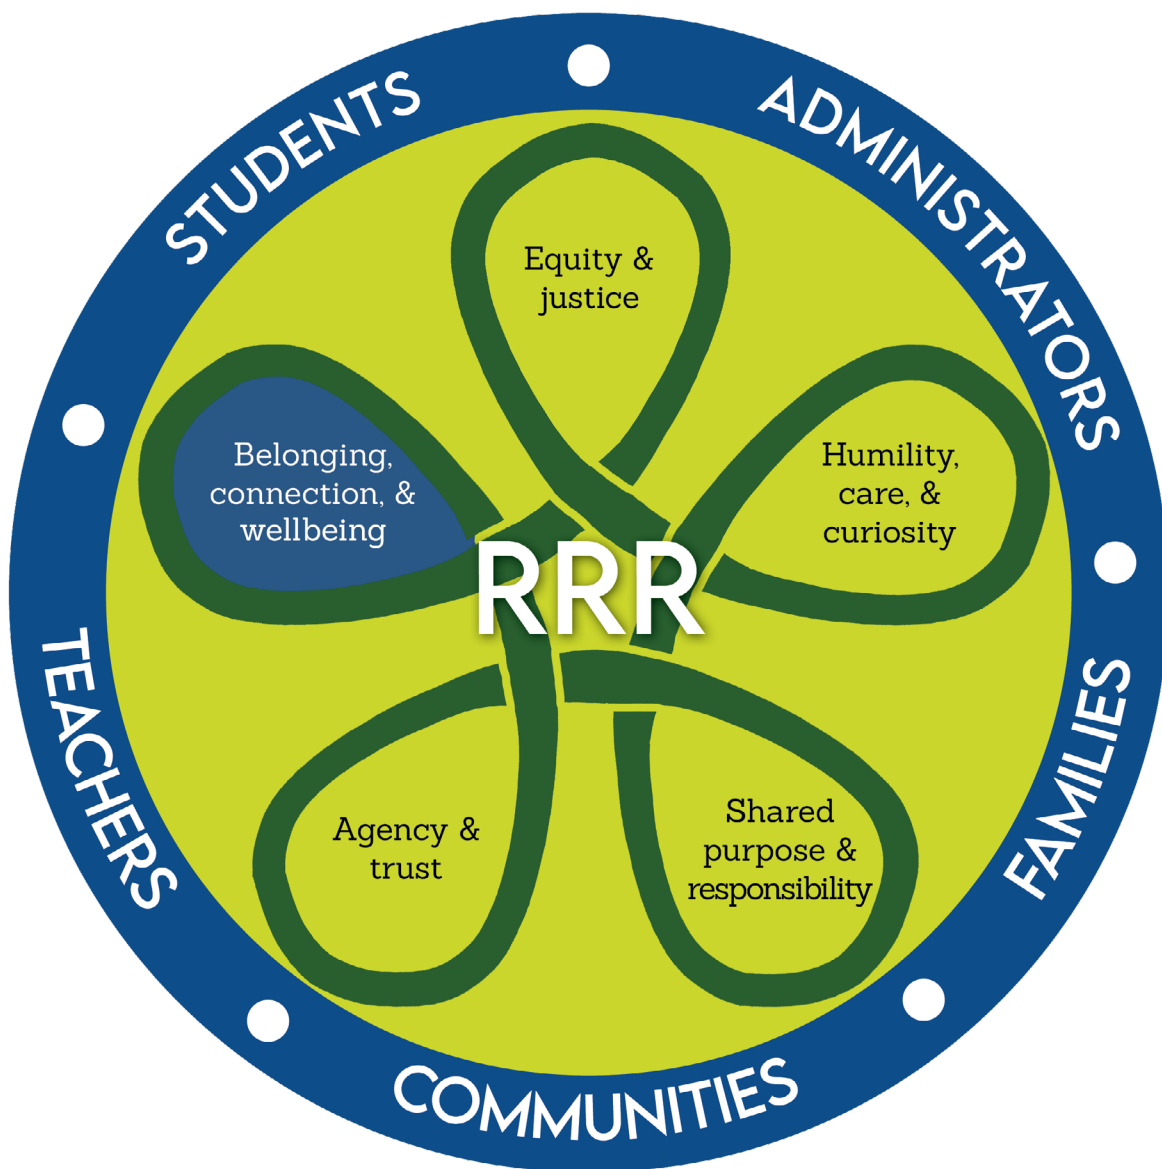 STUDENTS
ADMINISTRATORS
Equity &
justice
Belonging,
connection, &
wellbeing
Humility,
care, &
curiosity
RRR
Agency &
trust
Shared
purpose &
responsibility
TEACHERS
FAMILIES
COMMUNITIES